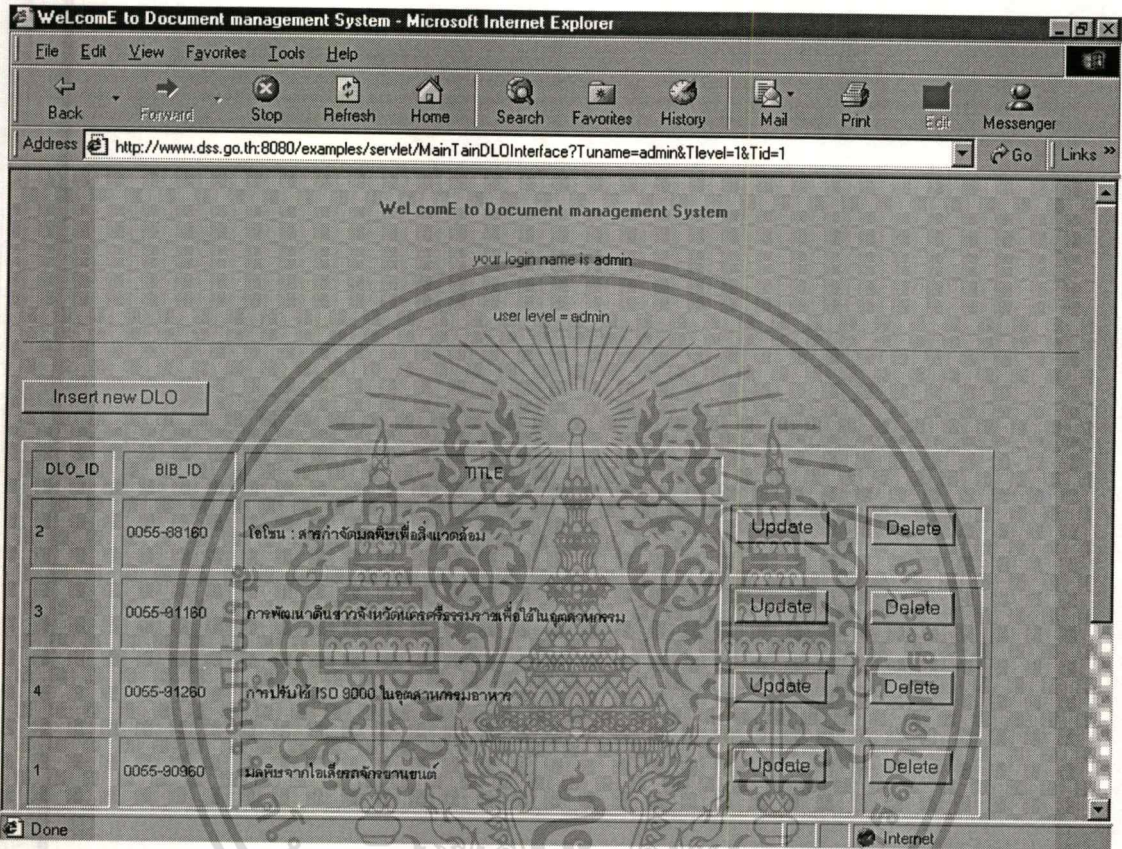 WeLcomE to Document management System - Microsoft Internet Explorer
File Edit View Favorites Tools Help
Back Forward Stop Refresh Home Search Favorites History Mail Print Edit Messenger
Address http://www.dss.go.th:8080/examples/servlet/MainTainDLOInterface?Tuname=admin&Tlevel=1&Tid=1 Go Links »
WeLcomE to Document management System
your login name is admin
user level = admin
Insert new DLO
DLO_ID BIB_ID TITLE
2 0055-88160 โอโซน : สารกำจัดมลพิษเพื่อสิ่งแวดล้อม Update Delete
3 0055-91160 การพัฒนาดินขาวจังหวัดนครศรีธรรมราชเพื่อใช้ในอุตสาหกรรม Update Delete
4 0055-91260 การปรับใช้ ISO 9000 ในอุตสาหกรรมอาหาร Update Delete
1 0055-90960 มลพิษจากไอเสียรถจักรยานยนต์ Update Delete
Done Internet